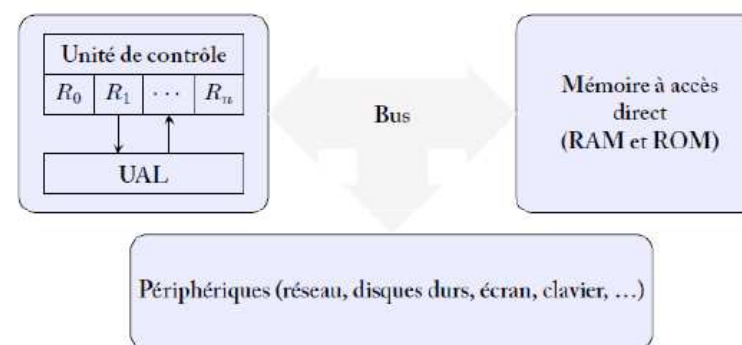 Unité de contrôle
R₀ R₁ ⋯ Rₙ
UAL
Bus
Mémoire à accès
direct
(RAM et ROM)
Périphériques (réseau, disques durs, écran, clavier, …)